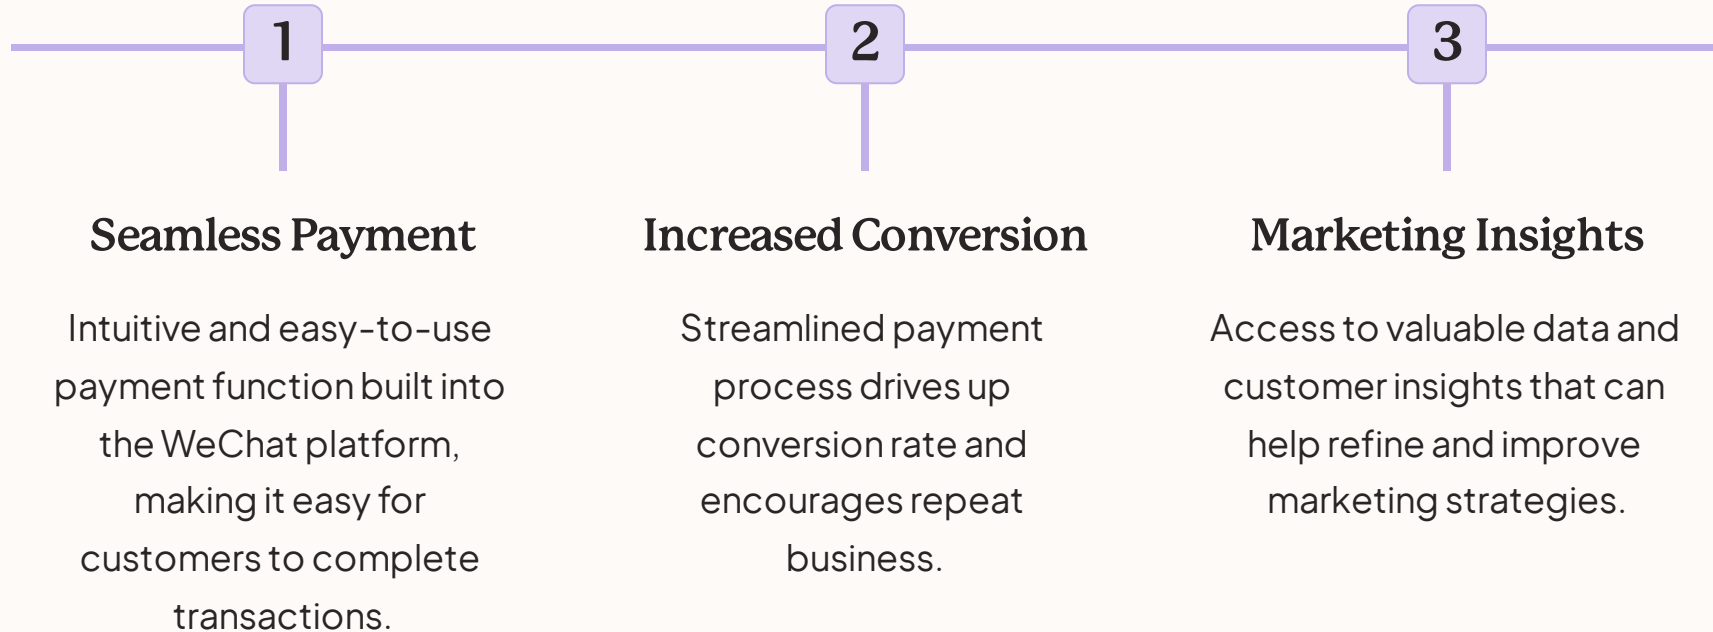 1
Seamless Payment
Intuitive and easy-to-use
payment function built into
the WeChat platform,
making it easy for
customers to complete
transactions.
2
Increased Conversion
Streamlined payment
process drives up
conversion rate and
encourages repeat
business.
3
Marketing Insights
Access to valuable data and
customer insights that can
help refine and improve
marketing strategies.